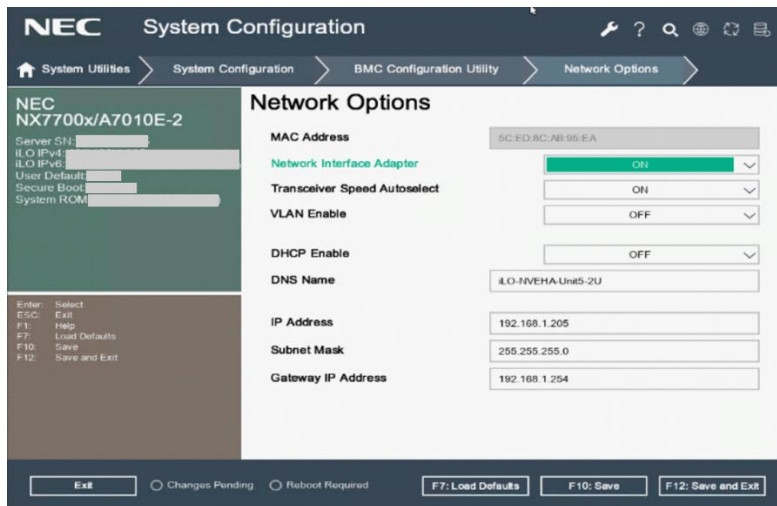 NEC System Configuration
System Utilities System Configuration BMC Configuration Utility Network Options
NEC
NX7700x/A7010E-2
Server SN:
iLO IPv4:
iLO IPv6:
User Default:
Secure Boot:
System ROM
Enter: Select
ESC: Exit
F1: Help
F7: Load Defaults
F10: Save
F12: Save and Exit
Network Options
MAC Address 5C:ED:8C:AB:95:EA
Network Interface Adapter ON
Transceiver Speed Autoselect ON
VLAN Enable OFF
DHCP Enable OFF
DNS Name iLO-NVEHA-Unit5-2U
IP Address 192.168.1.205
Subnet Mask 255.255.255.0
Gateway IP Address 192.168.1.254
Exit Changes Pending Reboot Required F7: Load Defaults F10: Save F12: Save and Exit